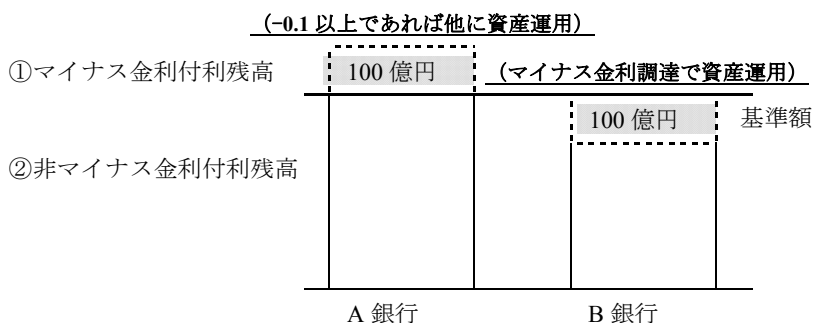 （-0.1 以上であれば他に資産運用）
①マイナス金利付利残高
100 億円
（マイナス金利調達で資産運用）
100 億円
基準額
②非マイナス金利付利残高
A 銀行
B 銀行